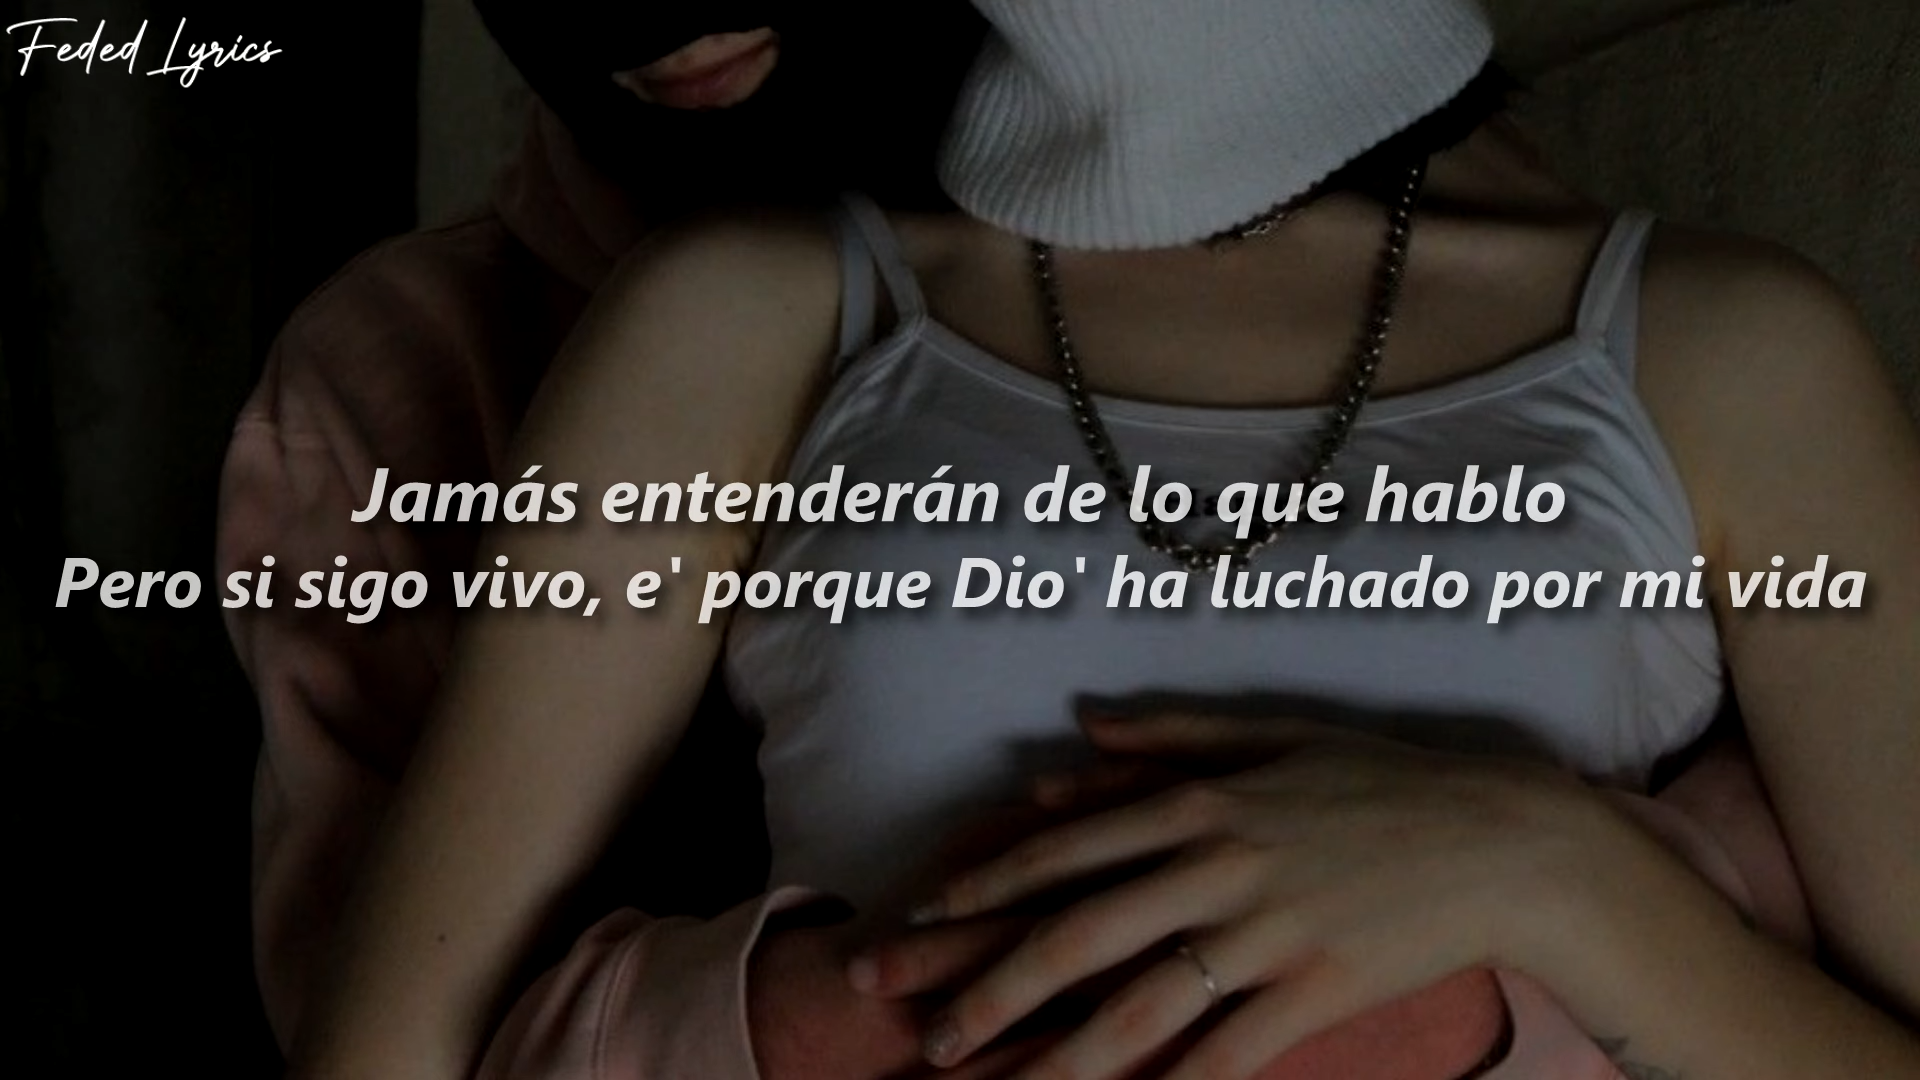 Feded Lyrics
Jamás entenderán de lo que hablo
Pero si sigo vivo, e' porque Dio' ha luchado por mi vida